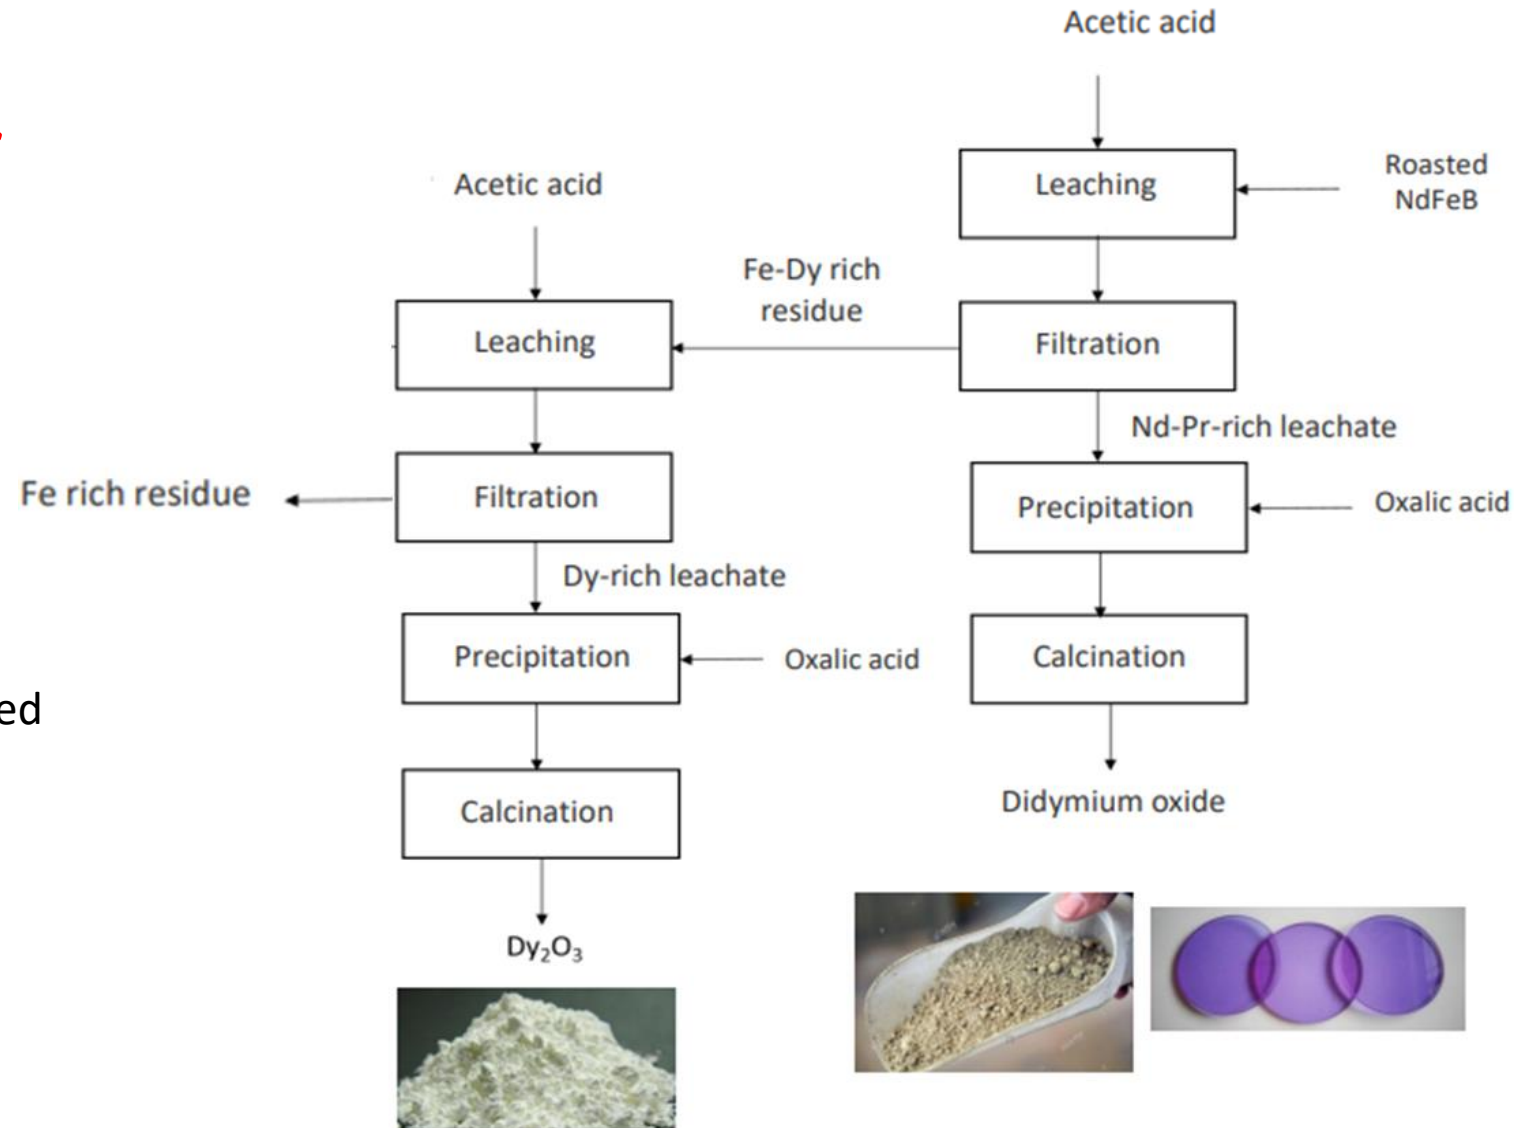 Acetic acid
Leaching
Roasted
NdFeB
Acetic acid
Fe-Dy rich
residue
Leaching
Filtration
Nd-Pr-rich leachate
Fe rich residue
Filtration
Precipitation
Oxalic acid
Dy-rich leachate
Precipitation
Oxalic acid
Calcination
ed
Calcination
Didymium oxide
Dy₂O₃